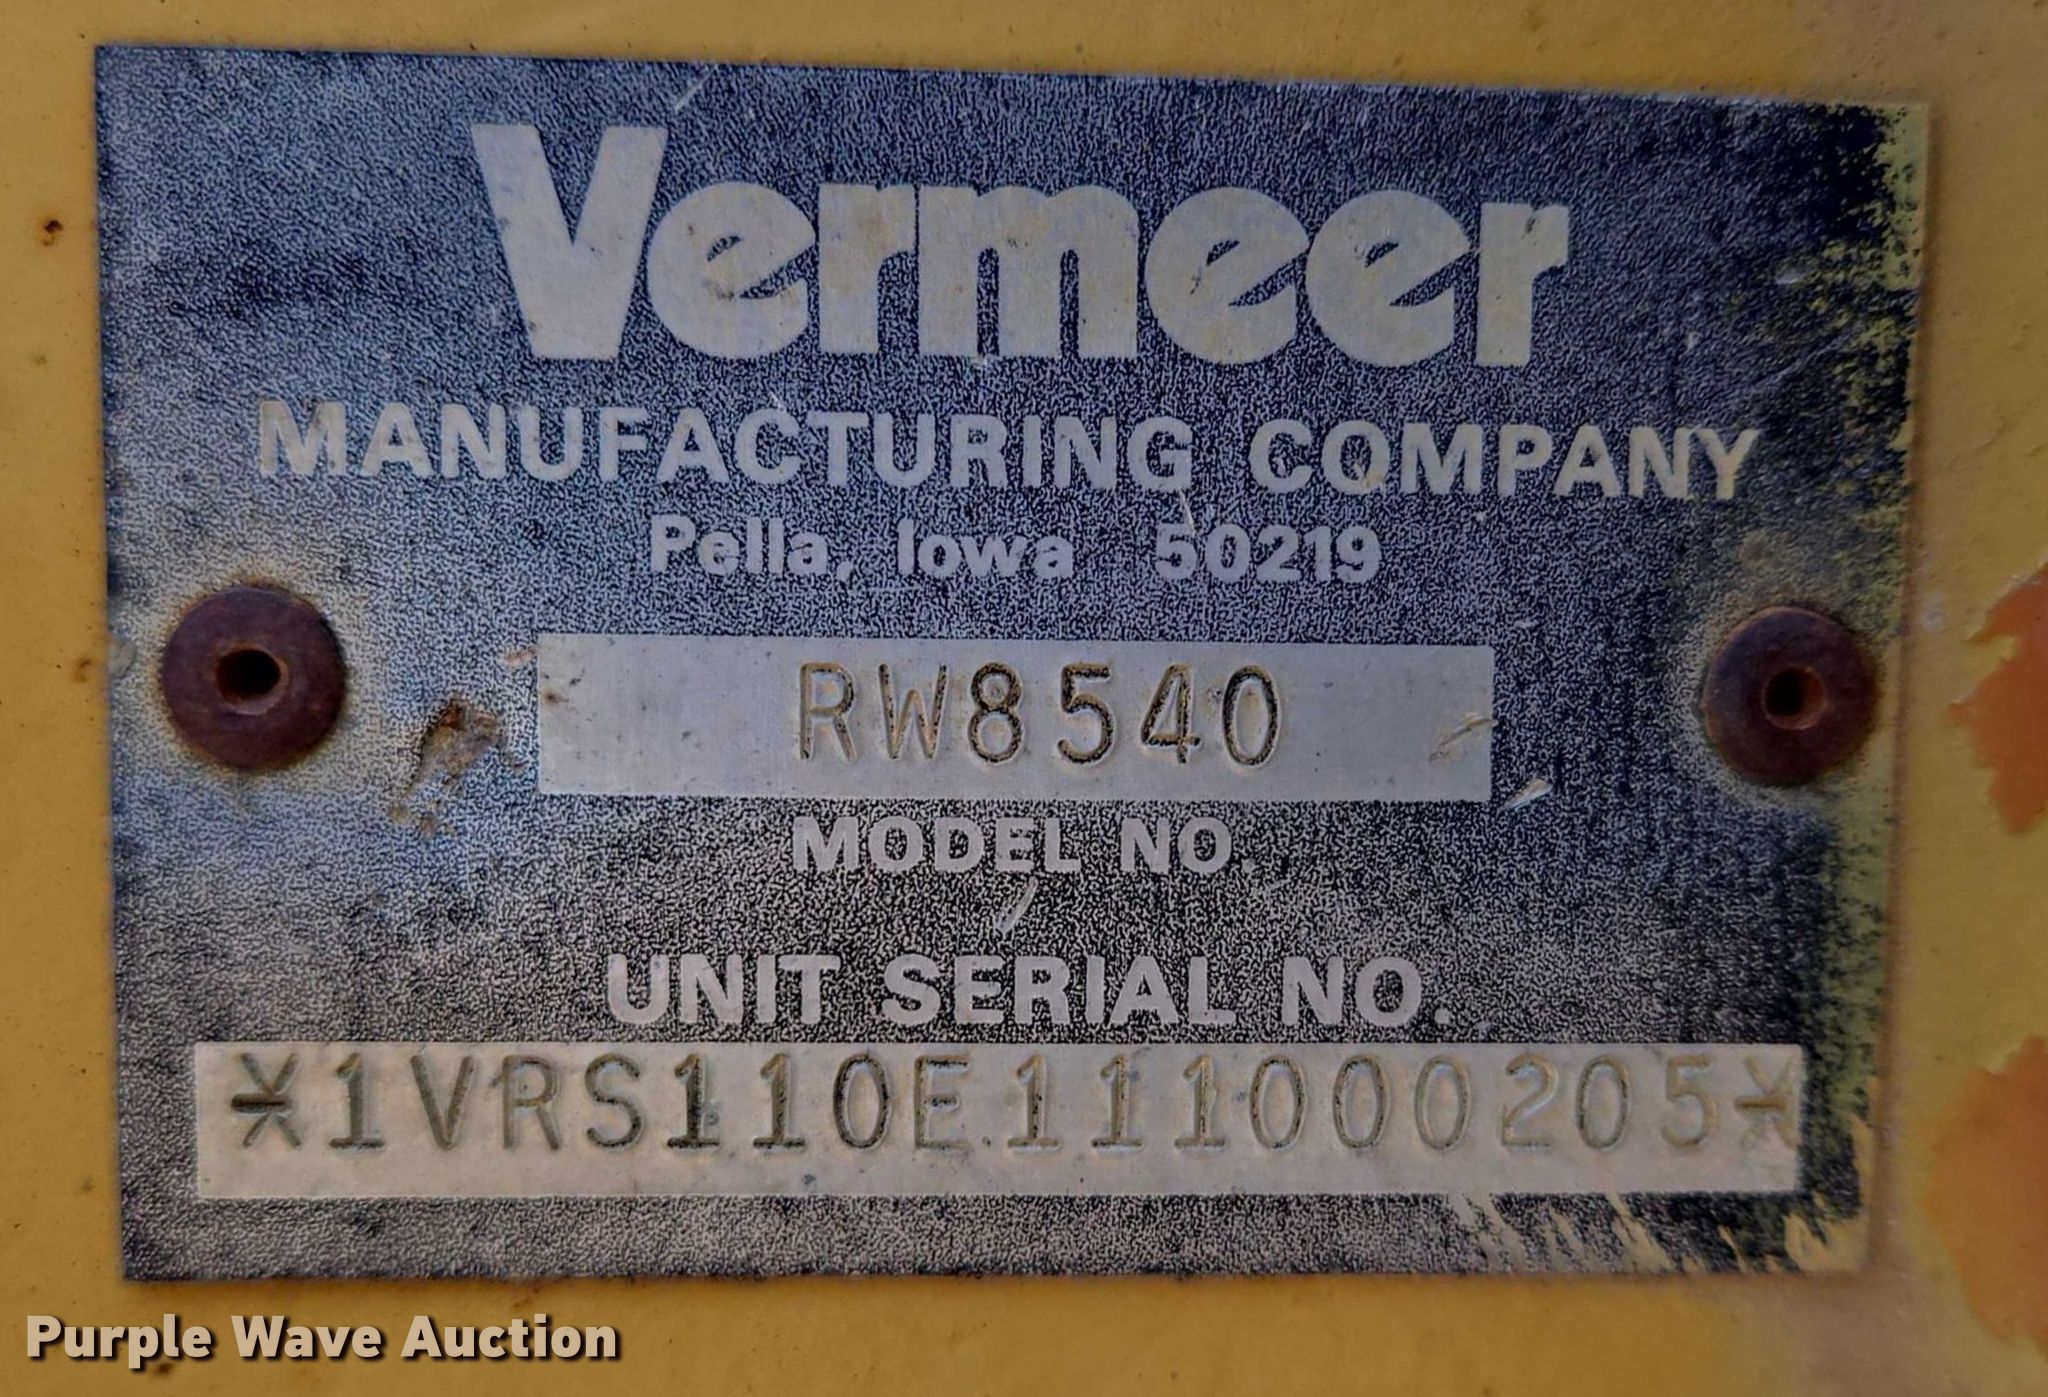 Vermeer
MANUFACTURING COMPANY
Pella, Iowa 50219
RW8540
MODEL NO.
UNIT SERIAL NO.
*1VRS110E111000205*
Purple Wave Auction